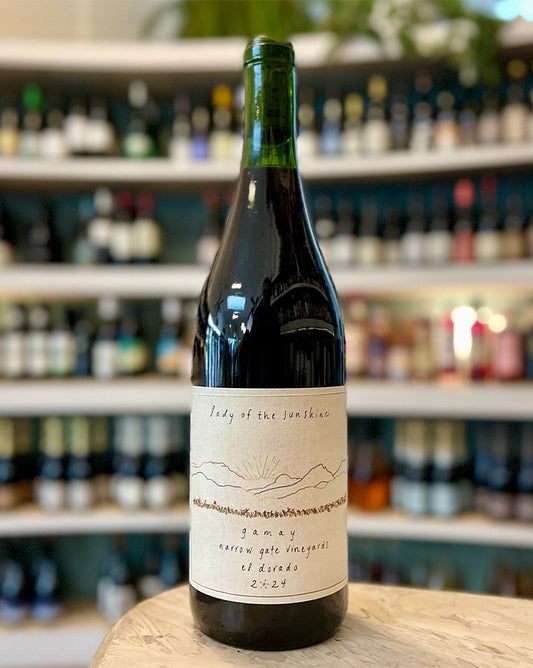 lady of the sunshine
gamay
narrow gate vineyards
el dorado
2024